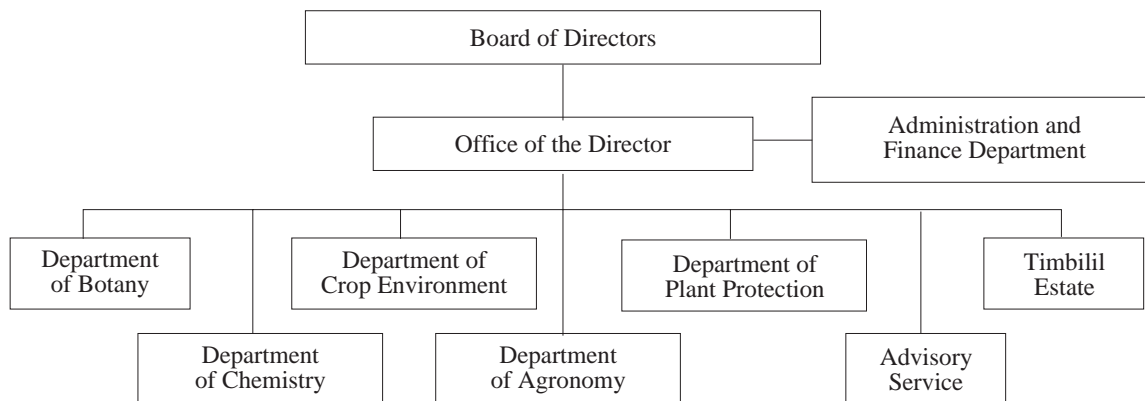 Board of Directors
Office of the Director
Administration and
Finance Department
Department
of Botany
Department of
Crop Environment
Department of
Plant Protection
Timbilil
Estate
Department
of Chemistry
Department
of Agronomy
Advisory
Service